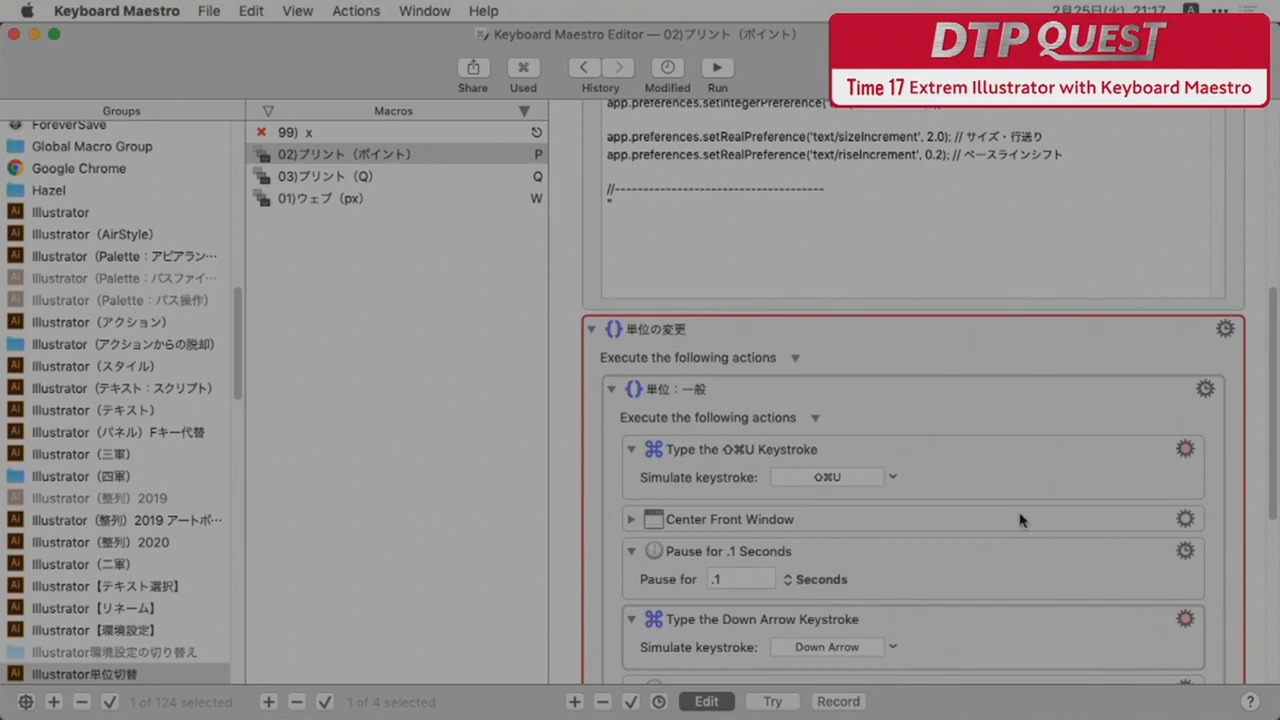 Keyboard Maestro File Edit View Actions Window Help
2月25日(火) 21:17 A
Keyboard Maestro Editor — 02)プリント（ポイント）
DTP QUEST
Time 17 Extrem Illustrator with Keyboard Maestro
Share Used History Modified Run
Groups
ForeverSave
Global Macro Group
Google Chrome
Hazel
Illustrator
Illustrator（AirStyle）
Illustrator（Palette：アピアラン…
Illustrator（Palette：パスファイ…
Illustrator（Palette：パス操作）
Illustrator（アクション）
Illustrator（アクションからの脱却）
Illustrator（スタイル）
Illustrator（テキスト：スクリプト）
Illustrator（テキスト）
Illustrator（パネル）Fキー代替
Illustrator（三軍）
Illustrator（四軍）
Illustrator（整列）2019
Illustrator（整列）2019 アートボ…
Illustrator（整列）2020
Illustrator（二軍）
Illustrator【テキスト選択】
Illustrator【リネーム】
Illustrator【環境設定】
Illustrator環境設定の切り替え
Illustrator単位切替
1 of 124 selected
Macros
99）x
02)プリント（ポイント） P
03)プリント（Q） Q
01)ウェブ（px） W
1 of 4 selected
app.preferences.setIntegerPreference('
app.preferences.setRealPreference('text/sizeIncrement', 2.0); // サイズ・行送り
app.preferences.setRealPreference('text/riseIncrement', 0.2); // ベースラインシフト
//-------------------------------------
"
単位の変更
Execute the following actions
単位：一般
Execute the following actions
Type the ⇧⌘U Keystroke
Simulate keystroke: ⇧⌘U
Center Front Window
Pause for .1 Seconds
Pause for .1 Seconds
Type the Down Arrow Keystroke
Simulate keystroke: Down Arrow
Edit Try Record ?